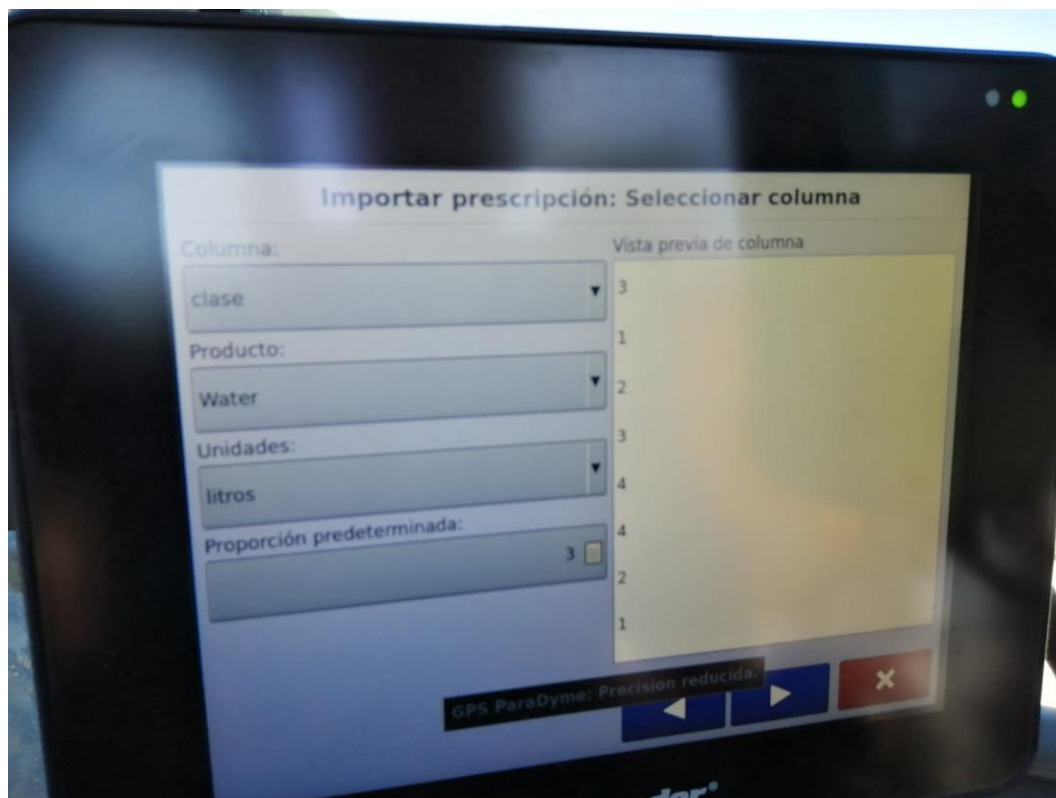 Importar prescripción: Seleccionar columna
Columna:
clase
Producto:
Water
Unidades:
litros
Proporción predeterminada:
3
Vista previa de columna
3
1
2
3
4
4
2
1
GPS ParaDyme: Precisión reducida.